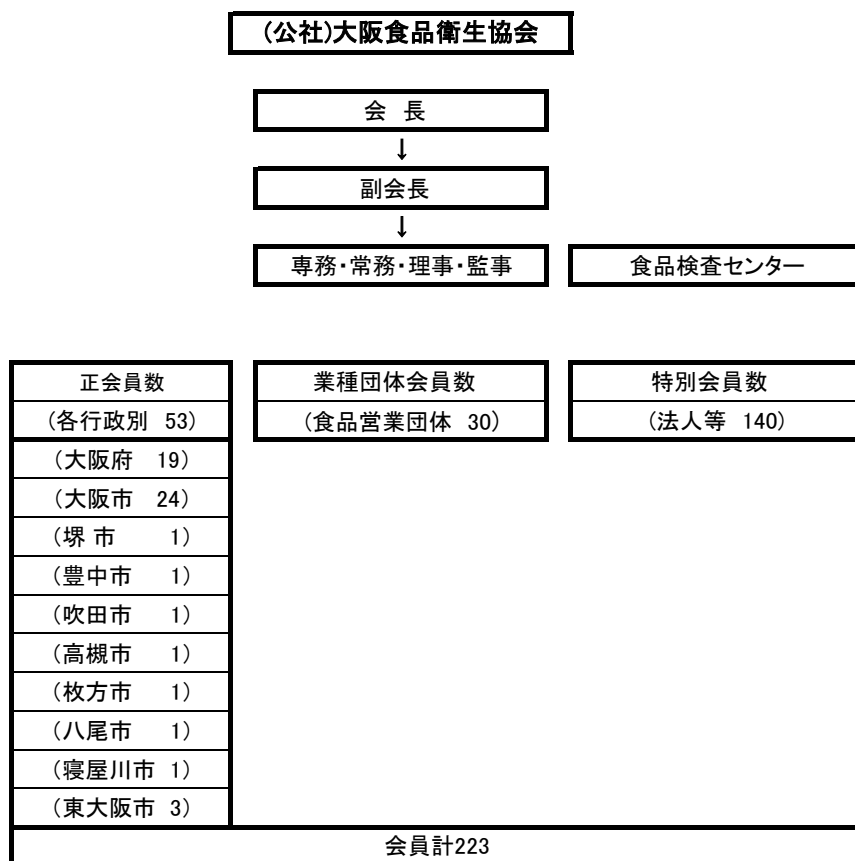 (公社)大阪食品衛生協会
会 長
↓
副会長
↓
専務・常務・理事・監事
食品検査センター
正会員数
(各行政別 53)
(大阪府 19)
(大阪市 24)
(堺 市 1)
(豊中市 1)
(吹田市 1)
(高槻市 1)
(枚方市 1)
(八尾市 1)
(寝屋川市 1)
(東大阪市 3)
業種団体会員数
(食品営業団体 30)
特別会員数
(法人等 140)
会員計223